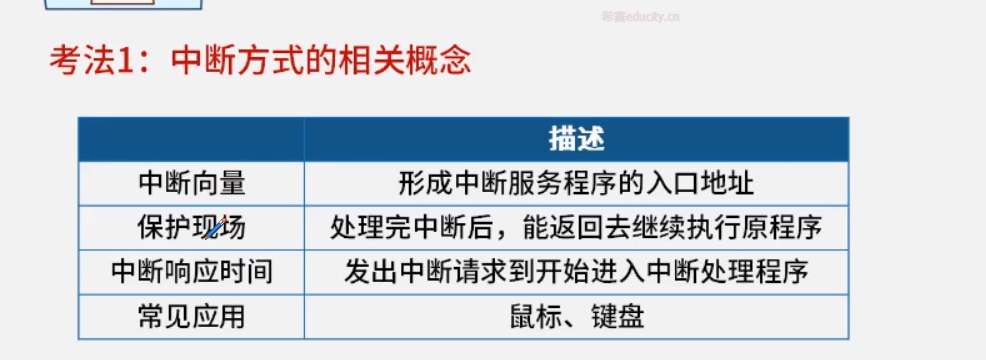 希赛educity.cn
考法1：中断方式的相关概念
描述
中断向量 形成中断服务程序的入口地址
保护现场 处理完中断后，能返回去继续执行原程序
中断响应时间 发出中断请求到开始进入中断处理程序
常见应用 鼠标、键盘